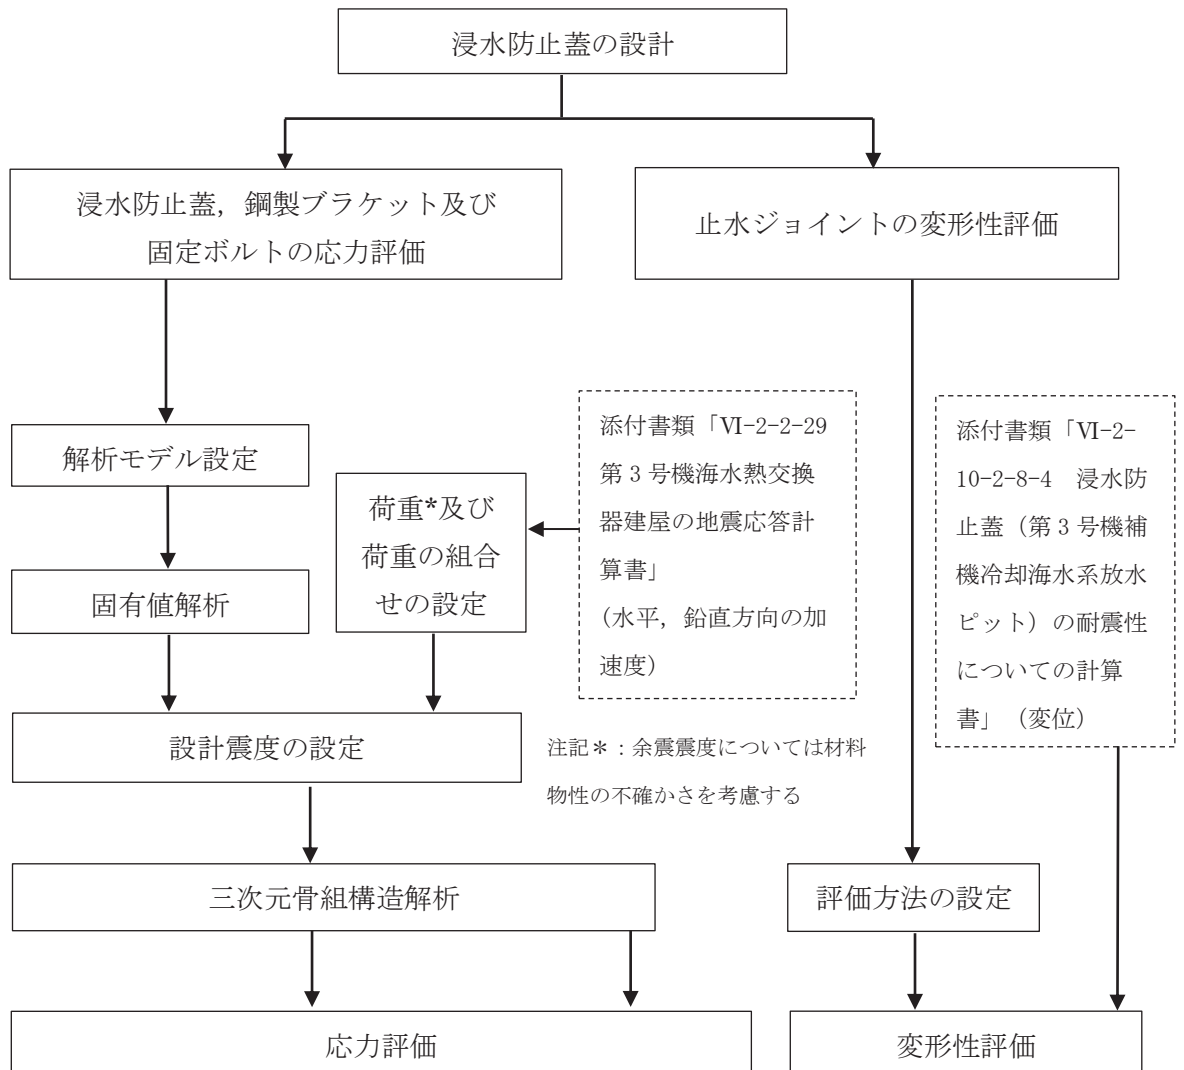 浸水防止蓋の設計
浸水防止蓋，鋼製ブラケット及び
固定ボルトの応力評価
止水ジョイントの変形性評価
解析モデル設定
固有値解析
荷重*及び
荷重の組合
せの設定
添付書類「Ⅵ-2-2-29
第 3 号機海水熱交換
器建屋の地震応答計
算書」
（水平，鉛直方向の加
速度）
添付書類「Ⅵ-2-
10-2-8-4　浸水防
止蓋（第 3 号機補
機冷却海水系放水
ピット）の耐震性
についての計算
書」（変位）
設計震度の設定
注記＊：余震震度については材料
物性の不確かさを考慮する
三次元骨組構造解析
評価方法の設定
応力評価
変形性評価